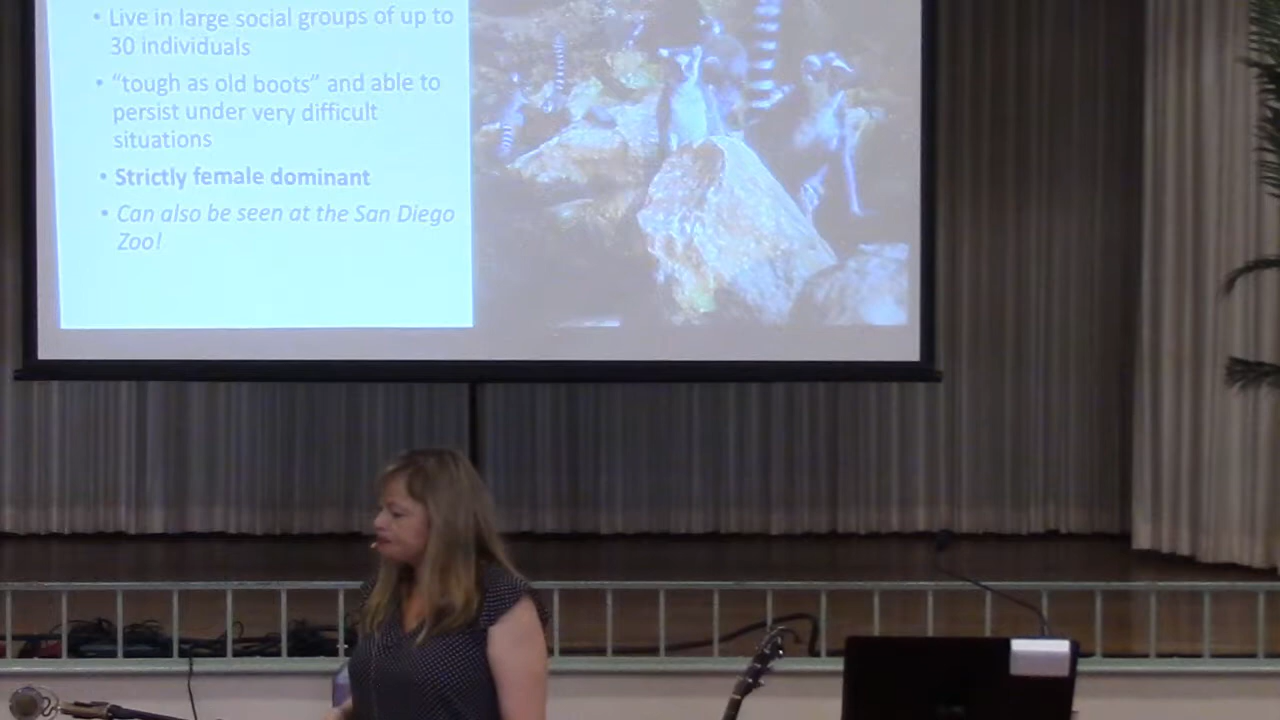 • Live in large social groups of up to
30 individuals
• “tough as old boots” and able to
persist under very difficult
situations
• Strictly female dominant
• Can also be seen at the San Diego
Zoo!